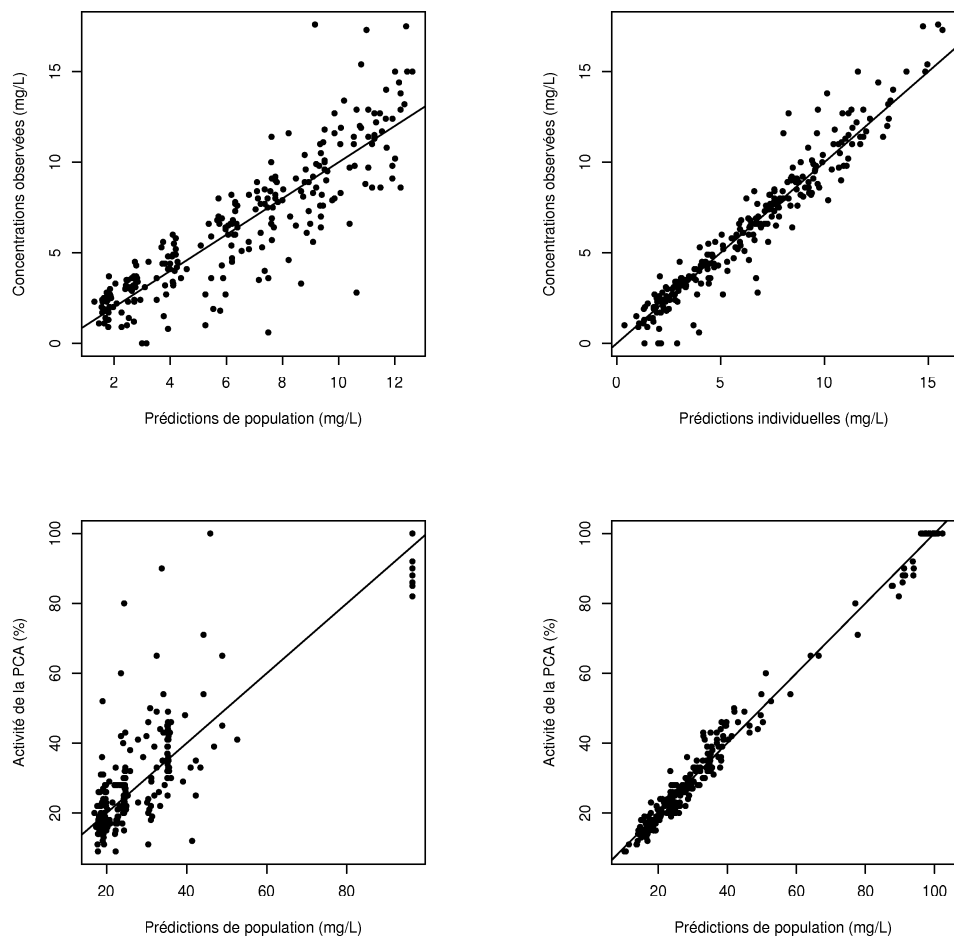 Concentrations observées (mg/L)
15
10
5
0
2 4 6 8 10 12
Prédictions de population (mg/L)
Concentrations observées (mg/L)
15
10
5
0
0 5 10 15
Prédictions individuelles (mg/L)
Activité de la PCA (%)
100
80
60
40
20
20 40 60 80
Prédictions de population (mg/L)
Activité de la PCA (%)
100
80
60
40
20
20 40 60 80 100
Prédictions de population (mg/L)